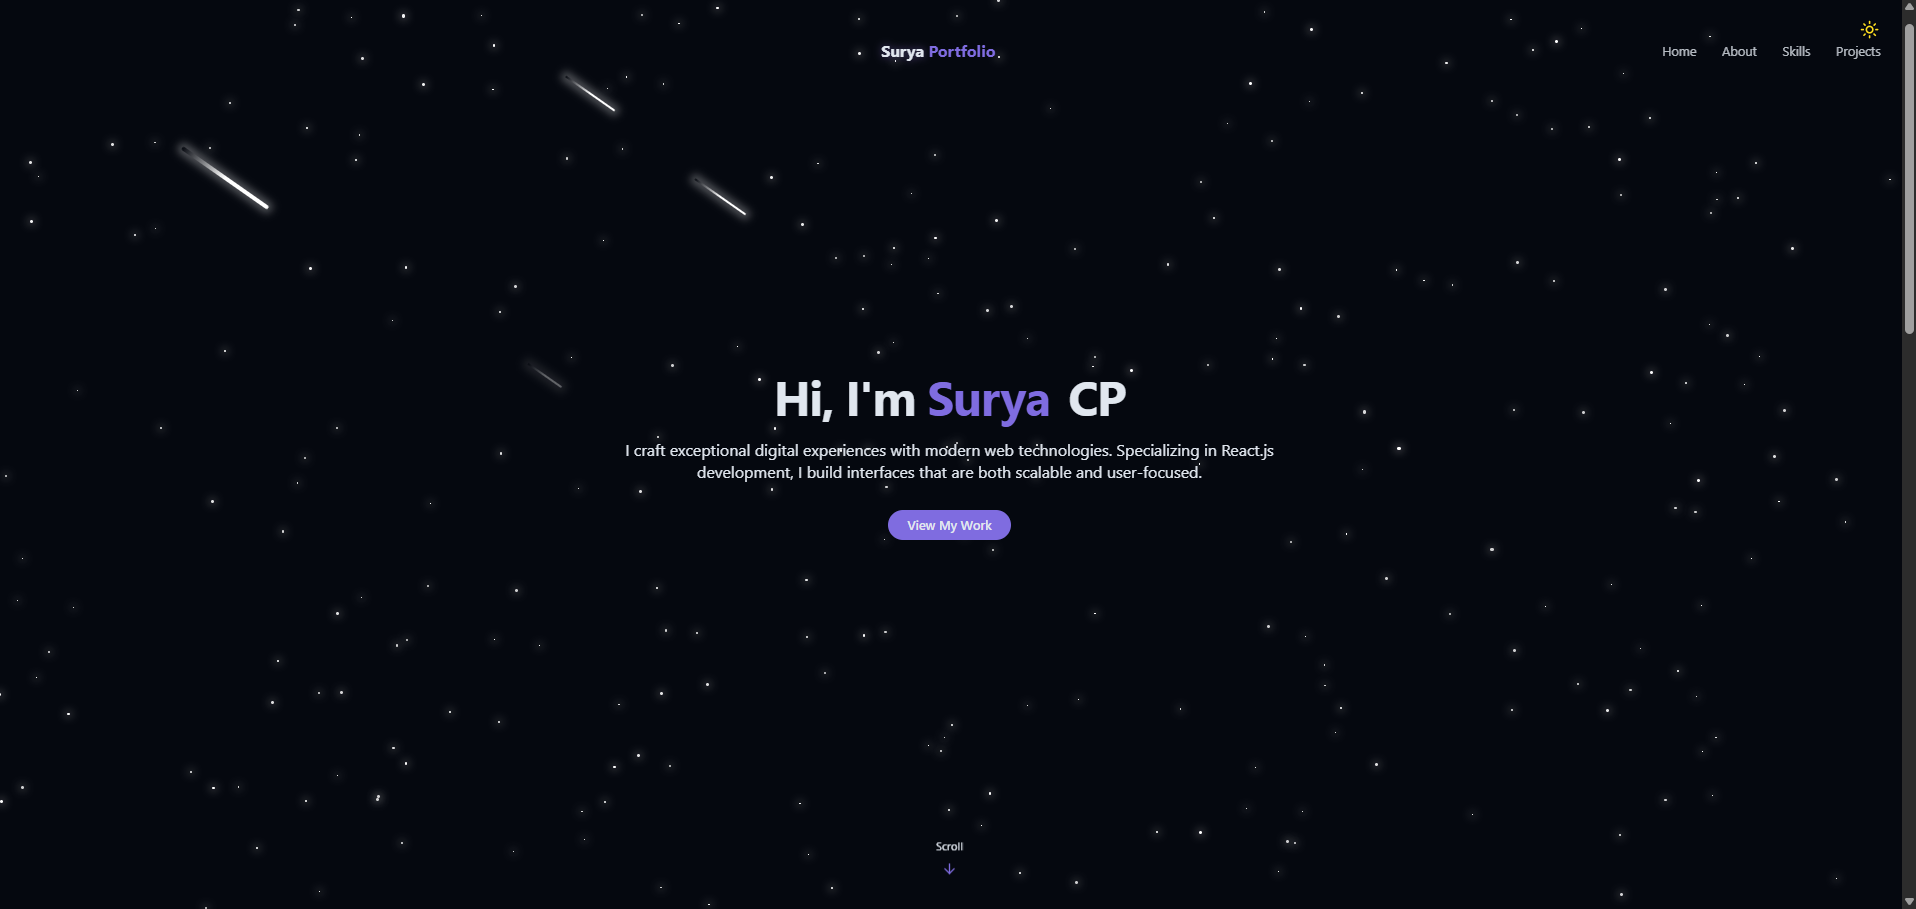 Surya Portfolio
Home About Skills Projects
Hi, I'm Surya CP
I craft exceptional digital experiences with modern web technologies. Specializing in React.js
development, I build interfaces that are both scalable and user-focused.
View My Work
Scroll